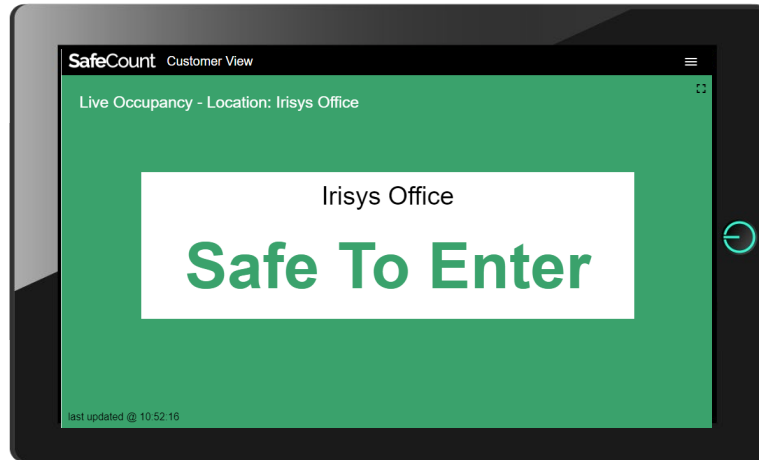 SafeCount Customer View
Live Occupancy - Location: Irisys Office
Irisys Office
Safe To Enter
last updated @ 10:52:16